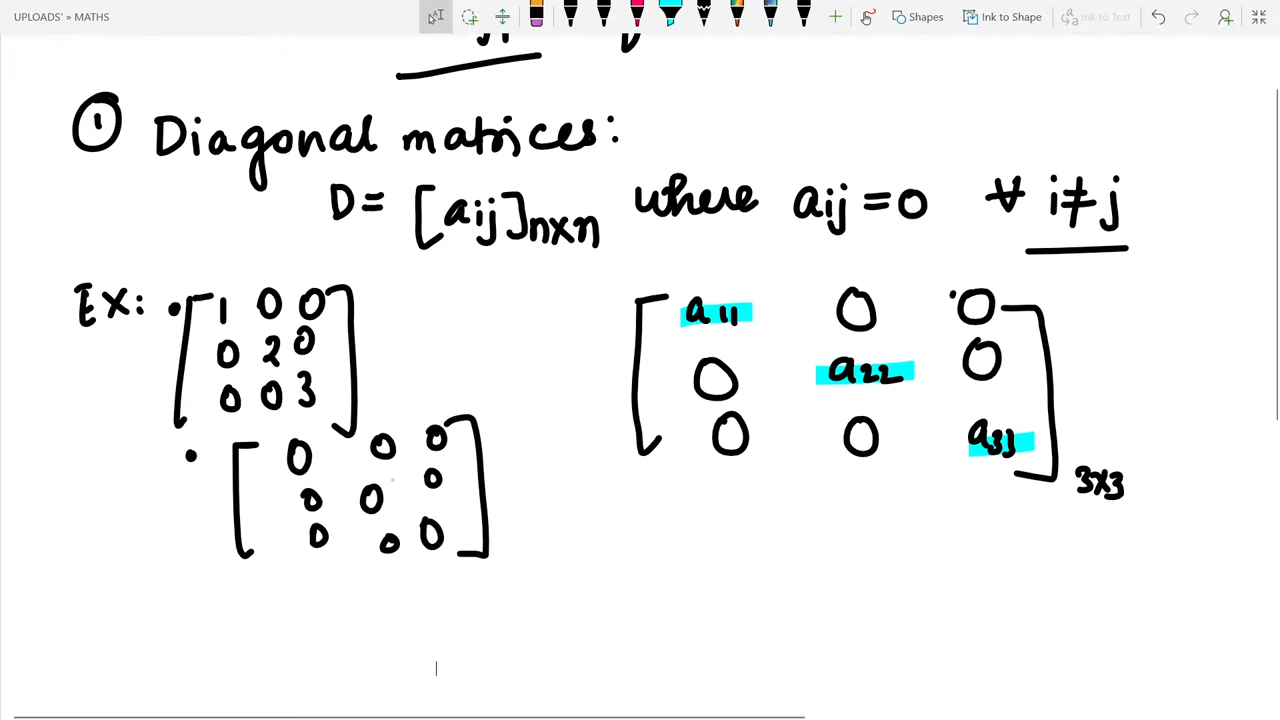 UPLOADS' » MATHS
Shapes Ink to Shape Ink to Text
① Diagonal matrices:
D = [aij]n×n where aij = 0 ∀ i≠j
EX: • [1 0 0
0 2 0
0 0 3]
• [0 0 0
0 0 0
0 0 0]
[a11 0 0
0 a22 0
0 0 a33]3×3